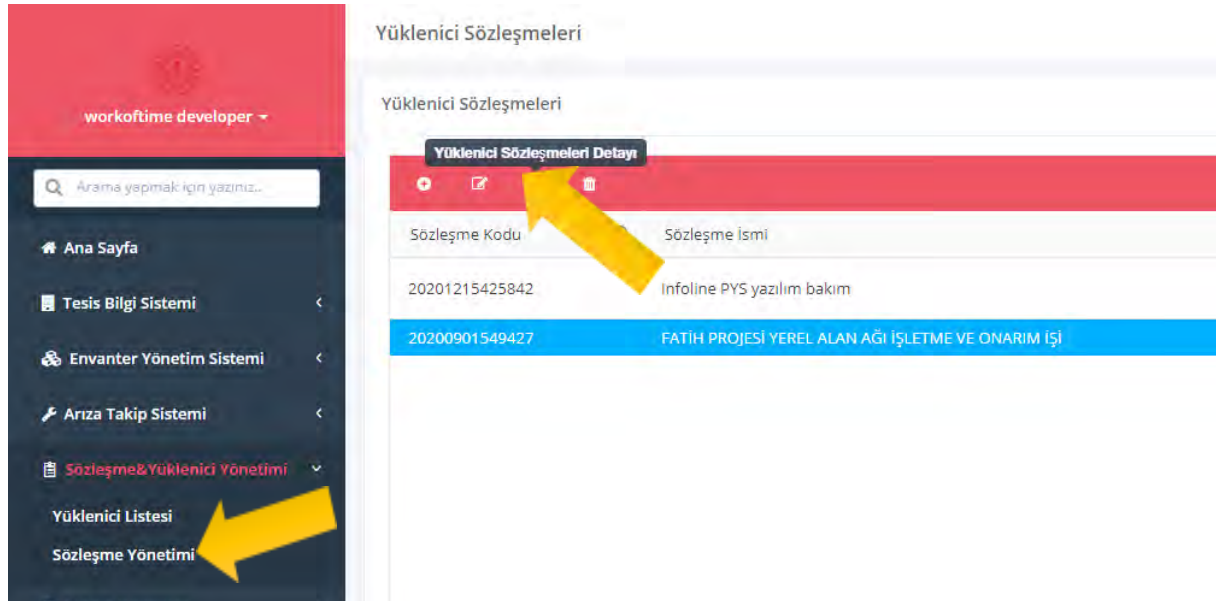 Yüklenici Sözleşmeleri
workoftime developer
Arama yapmak için yazınız..
Ana Sayfa
Tesis Bilgi Sistemi
Envanter Yönetim Sistemi
Arıza Takip Sistemi
Sözleşme&Yüklenici Yönetimi
Yüklenici Listesi
Sözleşme Yönetimi
Yüklenici Sözleşmeleri
Yüklenici Sözleşmeleri Detayı
Sözleşme Kodu Sözleşme İsmi
20201215425842 Infoline PYS yazılım bakım
20200901549427 FATİH PROJESİ YEREL ALAN AĞI İŞLETME VE ONARIM İŞİ